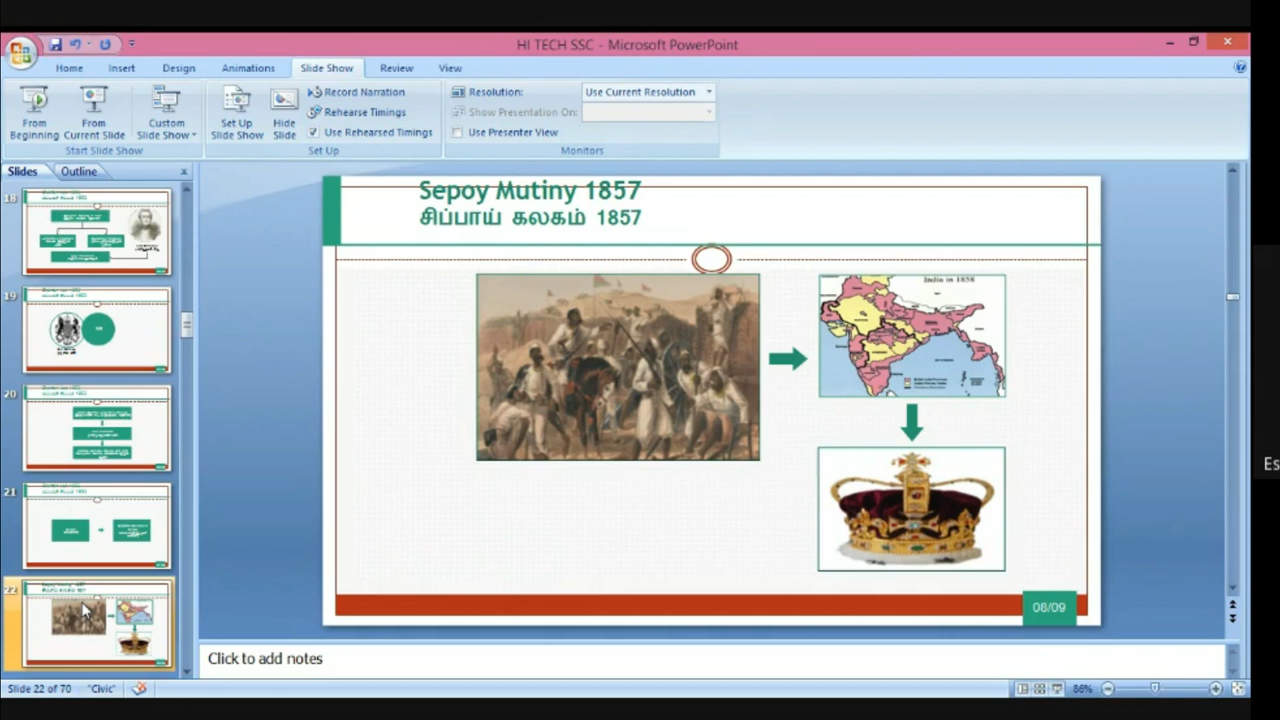 HI TECH SSC - Microsoft PowerPoint
Home Insert Design Animations Slide Show Review View
From Beginning
From Current Slide
Custom Slide Show
Start Slide Show
Set Up Slide Show
Hide Slide
Record Narration
Rehearse Timings
Use Rehearsed Timings
Set Up
Resolution: Use Current Resolution
Show Presentation On:
Use Presenter View
Monitors
Slides Outline
18
19
20
21
22
Sepoy Mutiny 1857
சிப்பாய் கலகம் 1857
India in 1858
08/09
Click to add notes
Slide 22 of 70 "Civic" 86%
Es